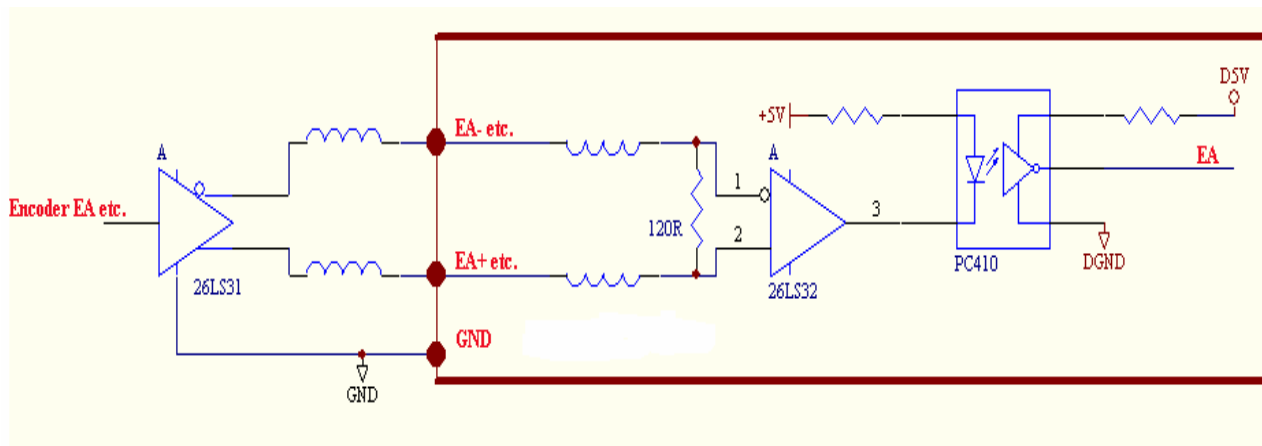 D5V
+5V
EA- etc.
EA
A
A
1
Encoder EA etc.
3
120R
2
PC410
DGND
EA+ etc.
26LS31
26LS32
GND
GND